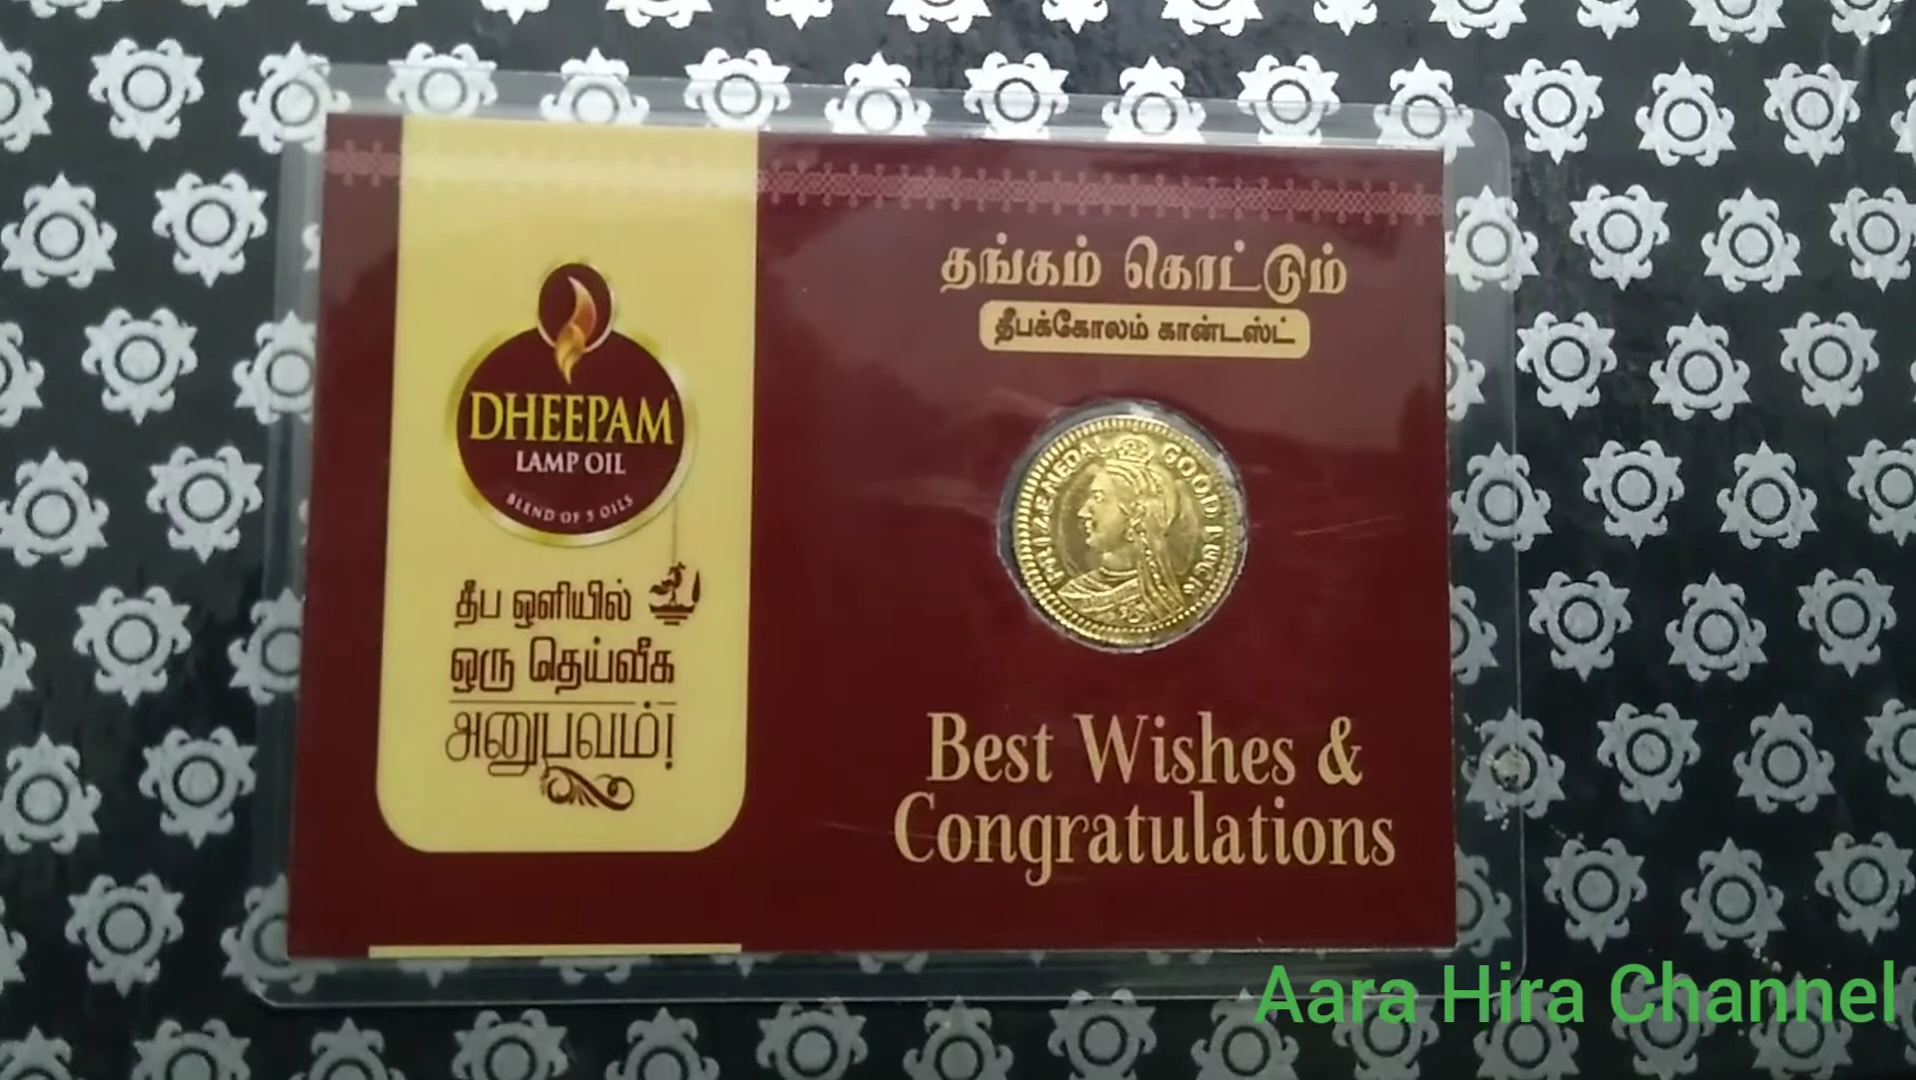 DHEEPAM
LAMP OIL
BLEND OF 5 OILS
தீப ஒளியில்
ஒரு தெய்வீக
அனுபவம்!
தங்கம் கொட்டும்
தீபக்கோலம் கான்டஸ்ட்
GOOD LUCK
Best Wishes &
Congratulations
Aara Hira Channel